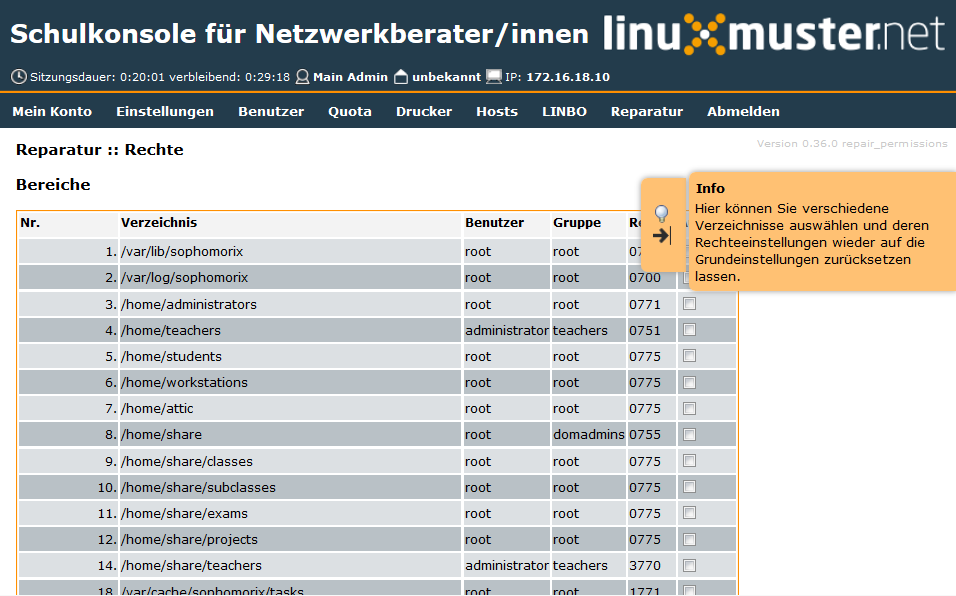 Schulkonsole für Netzwerkberater/innen linuxmuster.net
Sitzungsdauer: 0:20:01 verbleibend: 0:29:18 Main Admin unbekannt IP: 172.16.18.10
Mein Konto Einstellungen Benutzer Quota Drucker Hosts LINBO Reparatur Abmelden
Version 0.36.0 repair_permissions
Reparatur :: Rechte
Bereiche
Info
Hier können Sie verschiedene
Verzeichnisse auswählen und deren
Rechteeinstellungen wieder auf die
Grundeinstellungen zurücksetzen
lassen.
Nr. Verzeichnis Benutzer Gruppe
1. /var/lib/sophomorix root root
2. /var/log/sophomorix root root 0700
3. /home/administrators root root 0771
4. /home/teachers administrator teachers 0751
5. /home/students root root 0775
6. /home/workstations root root 0775
7. /home/attic root root 0775
8. /home/share root domadmins 0755
9. /home/share/classes root root 0775
10. /home/share/subclasses root root 0775
11. /home/share/exams root root 0775
12. /home/share/projects root root 0775
14. /home/share/teachers administrator teachers 3770
18. /var/cache/sophomorix/tasks root root 1771